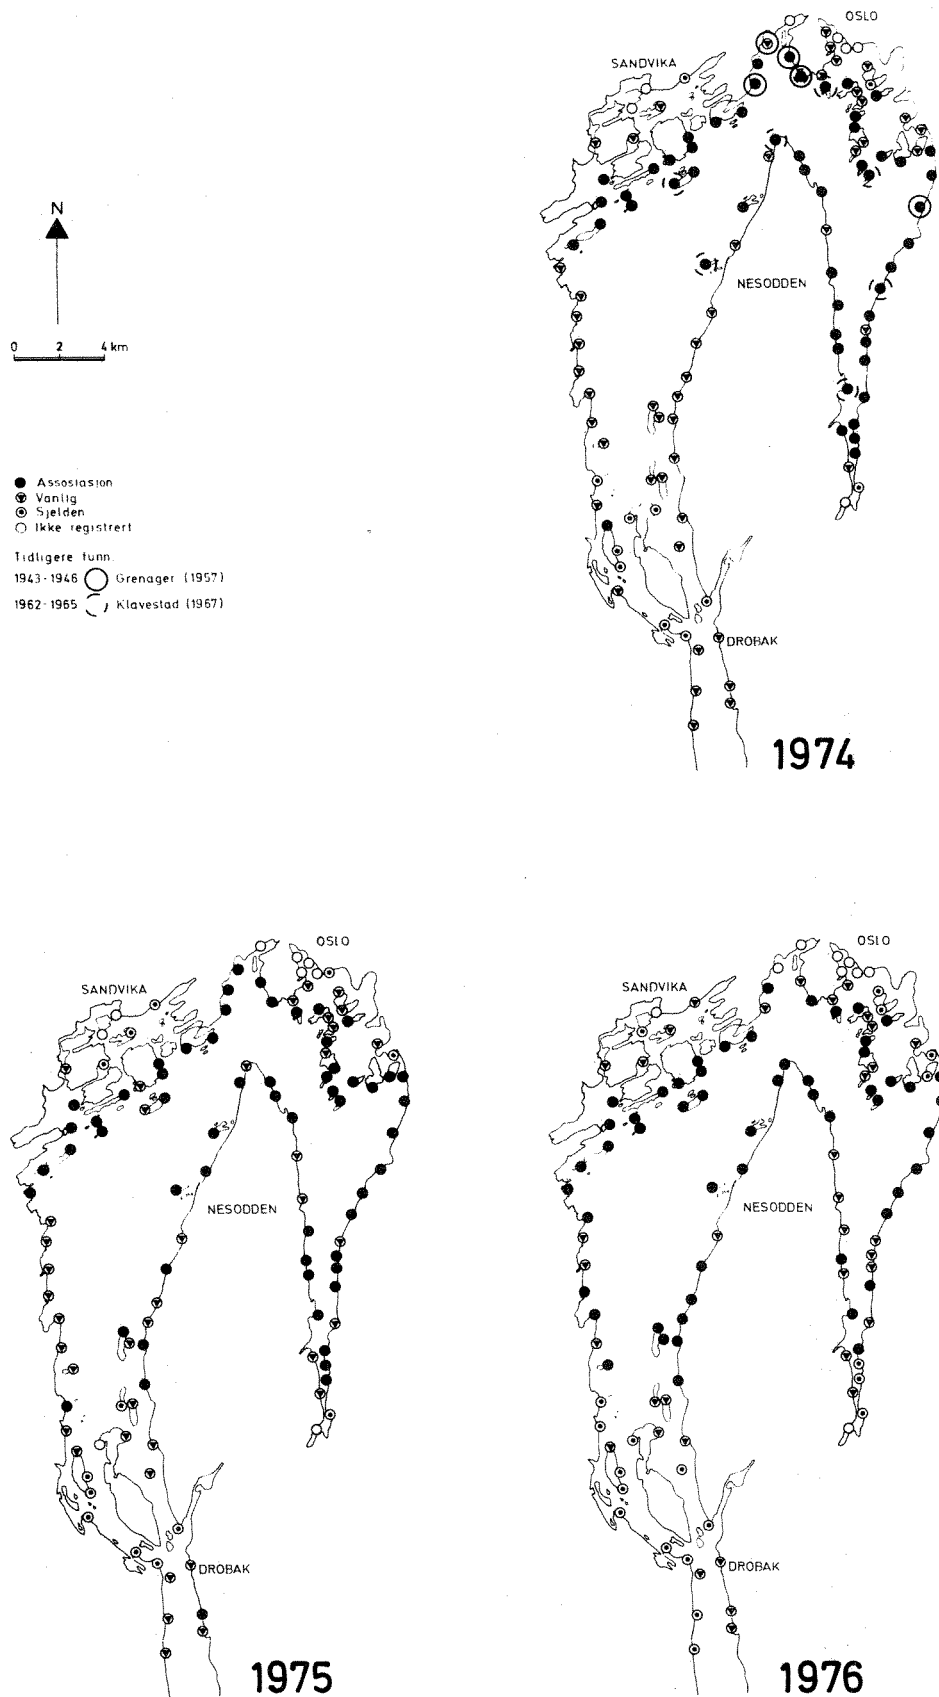 OSLO
SANDVIKA
N
NESODDEN
0 2 4 km
Assosiasjon
Vanlig
Sjelden
Ikke registrert
Tidligere funn.
1943-1946 Grenager (1957)
1962-1965 Klavestad (1967)
DRØBAK
1974
OSLO
SANDVIKA
NESODDEN
DRØBAK
1975
OSLO
SANDVIKA
NESODDEN
DRØBAK
1976